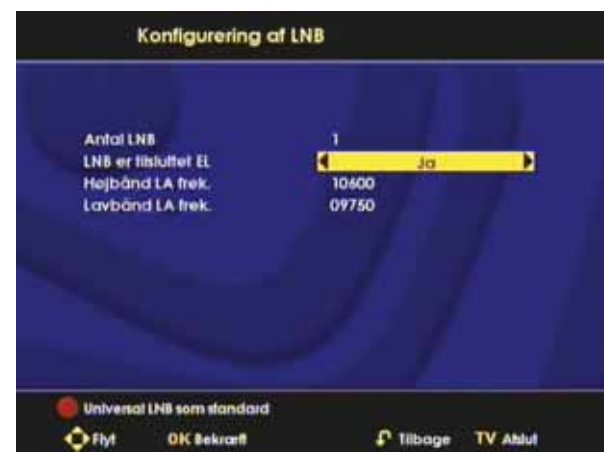 Konfigurering af LNB
Antal LNB 1
LNB er tilsluttet EL Ja
Højbånd LA frek. 10600
Lavbånd LA frek. 09750
Universal LNB som standard
Flyt OK Bekræft Tilbage TV Afslut